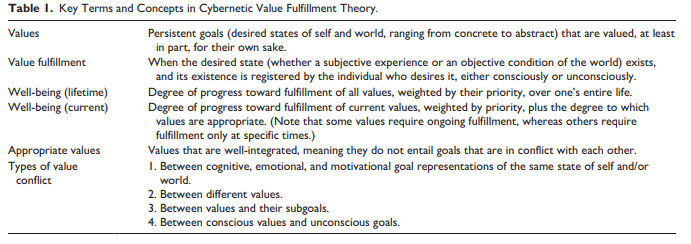 Table 1. Key Terms and Concepts in Cybernetic Value Fulfillment Theory.
Values Persistent goals (desired states of self and world, ranging from concrete to abstract) that are valued, at least
in part, for their own sake.
Value fulfillment When the desired state (whether a subjective experience or an objective condition of the world) exists,
and its existence is registered by the individual who desires it, either consciously or unconsciously.
Well-being (lifetime) Degree of progress toward fulfillment of all values, weighted by their priority, over one's entire life.
Well-being (current) Degree of progress toward fulfillment of current values, weighted by priority, plus the degree to which
values are appropriate. (Note that some values require ongoing fulfillment, whereas others require
fulfillment only at specific times.)
Appropriate values Values that are well-integrated, meaning they do not entail goals that are in conflict with each other.
Types of value 1. Between cognitive, emotional, and motivational goal representations of the same state of self and/or
conflict world.
2. Between different values.
3. Between values and their subgoals.
4. Between conscious values and unconscious goals.